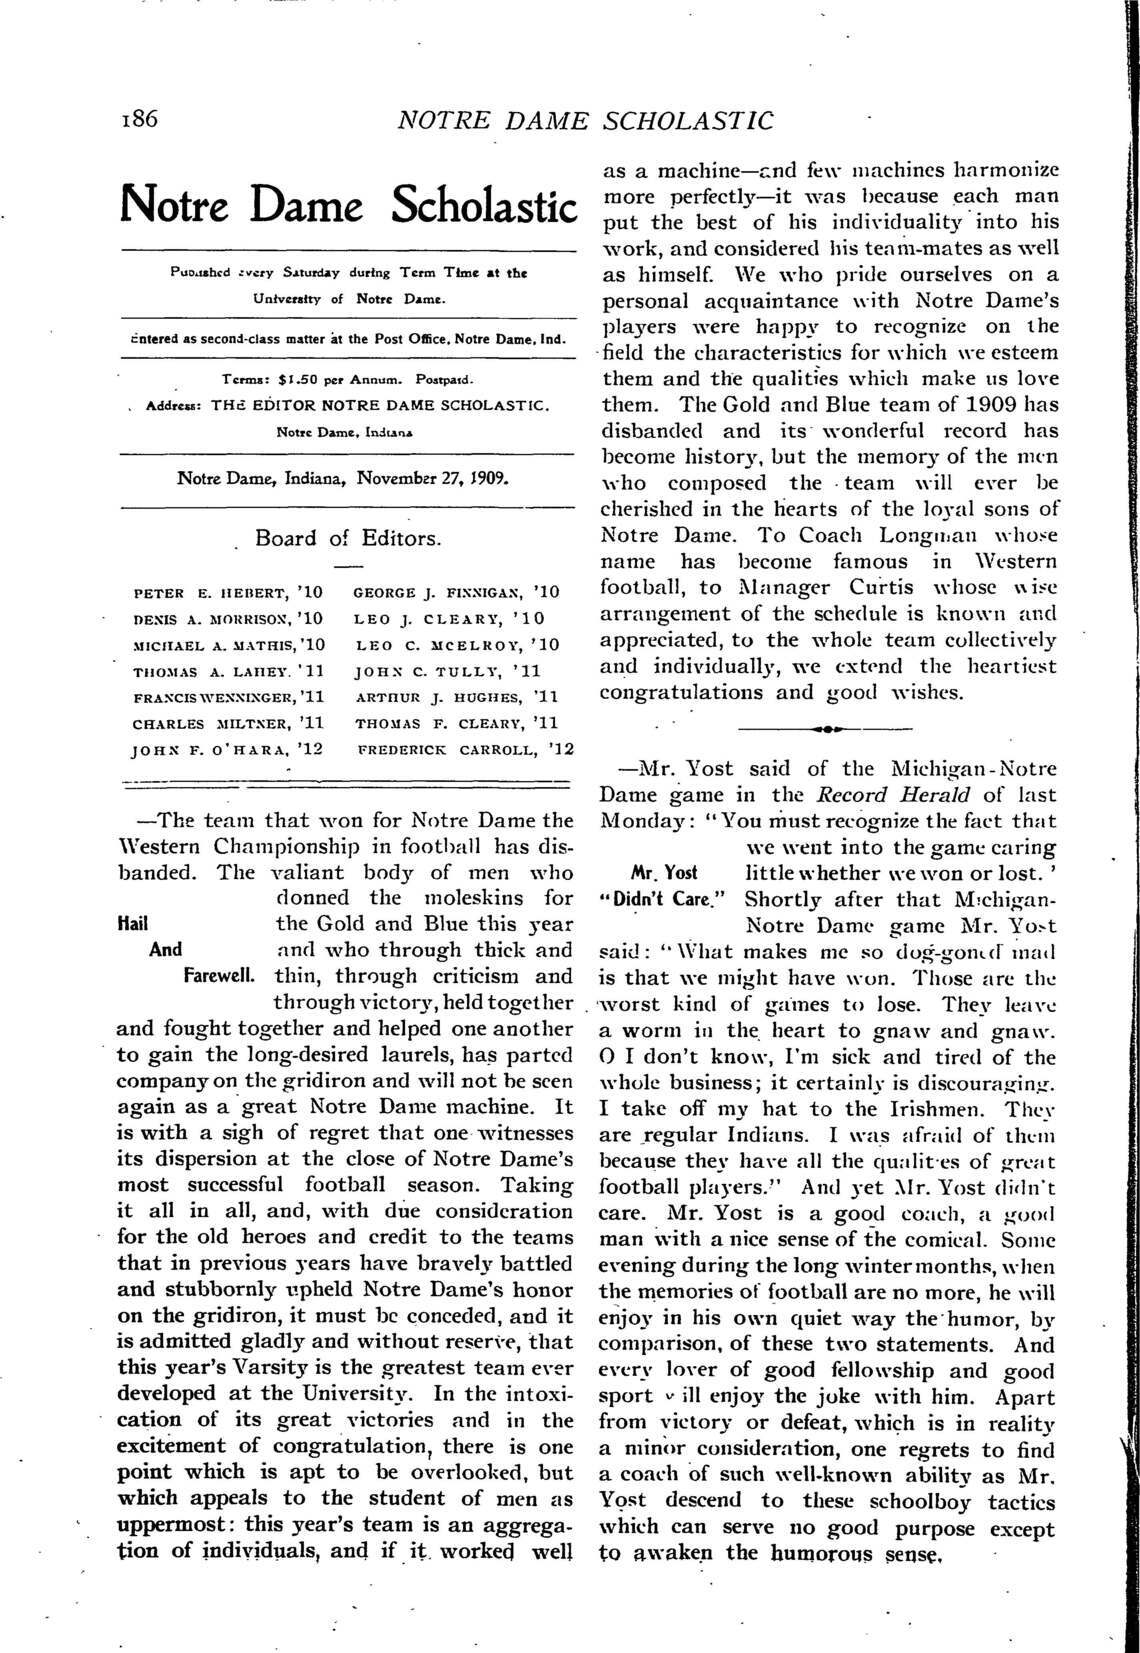 186
NOTRE DAME SCHOLASTIC
Notre Dame Scholastic
Published every Saturday during Term Time at the
University of Notre Dame.
Entered as second-class matter at the Post Office, Notre Dame, Ind.
Terms: $1.50 per Annum. Postpaid.
Address: THE EDITOR NOTRE DAME SCHOLASTIC.
Notre Dame, Indiana
Notre Dame, Indiana, November 27, 1909.
Board of Editors.
PETER E. HEBERT, '10
DENIS A. MORRISON, '10
MICHAEL A. MATHIS, '10
THOMAS A. LAHEY. '11
FRANCIS WENNINGER, '11
CHARLES MILTNER, '11
JOHN F. O'HARA, '12
GEORGE J. FINNIGAN, '10
LEO J. CLEARY, '10
LEO C. MCELROY, '10
JOHN C. TULLY, '11
ARTHUR J. HUGHES, '11
THOMAS F. CLEARY, '11
FREDERICK CARROLL, '12
—The team that won for Notre Dame the
Western Championship in football has dis-
banded. The valiant body of men who
donned the moleskins for
Hail the Gold and Blue this year
And and who through thick and
Farewell. thin, through criticism and
through victory, held together
and fought together and helped one another
to gain the long-desired laurels, has parted
company on the gridiron and will not be seen
again as a great Notre Dame machine. It
is with a sigh of regret that one witnesses
its dispersion at the close of Notre Dame's
most successful football season. Taking
it all in all, and, with due consideration
for the old heroes and credit to the teams
that in previous years have bravely battled
and stubbornly upheld Notre Dame's honor
on the gridiron, it must be conceded, and it
is admitted gladly and without reserve, that
this year's Varsity is the greatest team ever
developed at the University. In the intoxi-
cation of its great victories and in the
excitement of congratulation, there is one
point which is apt to be overlooked, but
which appeals to the student of men as
uppermost: this year's team is an aggrega-
tion of individuals, and if it worked well
as a machine—and few machines harmonize
more perfectly—it was because each man
put the best of his individuality into his
work, and considered his team-mates as well
as himself. We who pride ourselves on a
personal acquaintance with Notre Dame's
players were happy to recognize on the
field the characteristics for which we esteem
them and the qualities which make us love
them. The Gold and Blue team of 1909 has
disbanded and its wonderful record has
become history, but the memory of the men
who composed the team will ever be
cherished in the hearts of the loyal sons of
Notre Dame. To Coach Longman whose
name has become famous in Western
football, to Manager Curtis whose wise
arrangement of the schedule is known and
appreciated, to the whole team collectively
and individually, we extend the heartiest
congratulations and good wishes.
—Mr. Yost said of the Michigan-Notre
Dame game in the Record Herald of last
Monday: "You must recognize the fact that
we went into the game caring
Mr. Yost little whether we won or lost. '
"Didn't Care." Shortly after that Michigan-
Notre Dame game Mr. Yost
said: "What makes me so dog-goned mad
is that we might have won. Those are the
worst kind of games to lose. They leave
a worm in the heart to gnaw and gnaw.
O I don't know, I'm sick and tired of the
whole business; it certainly is discouraging.
I take off my hat to the Irishmen. They
are regular Indians. I was afraid of them
because they have all the qualities of great
football players." And yet Mr. Yost didn't
care. Mr. Yost is a good coach, a good
man with a nice sense of the comical. Some
evening during the long winter months, when
the memories of football are no more, he will
enjoy in his own quiet way the humor, by
comparison, of these two statements. And
every lover of good fellowship and good
sport will enjoy the joke with him. Apart
from victory or defeat, which is in reality
a minor consideration, one regrets to find
a coach of such well-known ability as Mr.
Yost descend to these schoolboy tactics
which can serve no good purpose except
to awaken the humorous sense.